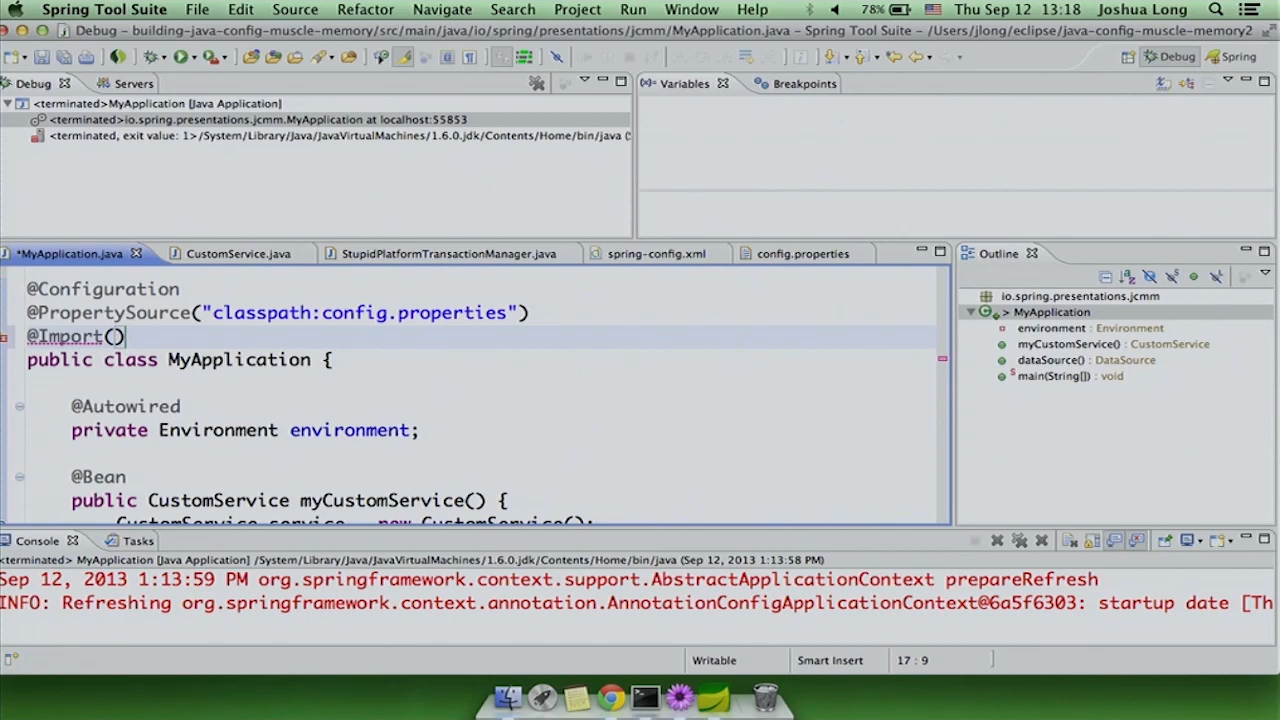 Spring Tool Suite File Edit Source Refactor Navigate Search Project Run Window Help 78% Thu Sep 12 13:18 Joshua Long
Debug - building-java-config-muscle-memory/src/main/java/io/spring/presentations/jcmm/MyApplication.java - Spring Tool Suite - /Users/jlong/eclipse/java-config-muscle-memory2
Debug Spring
Debug Servers
Variables Breakpoints
<terminated>MyApplication [Java Application]
<terminated>io.spring.presentations.jcmm.MyApplication at localhost:55853
<terminated, exit value: 1>/System/Library/Java/JavaVirtualMachines/1.6.0.jdk/Contents/Home/bin/java (
*MyApplication.java CustomService.java StupidPlatformTransactionManager.java spring-config.xml config.properties
Outline
@Configuration
@PropertySource("classpath:config.properties")
@Import()
public class MyApplication {
@Autowired
private Environment environment;
@Bean
public CustomService myCustomService() {
CustomService service = new CustomService();
io.spring.presentations.jcmm
> MyApplication
environment : Environment
myCustomService() : CustomService
dataSource() : DataSource
main(String[]) : void
Console Tasks
<terminated> MyApplication [Java Application] /System/Library/Java/JavaVirtualMachines/1.6.0.jdk/Contents/Home/bin/java (Sep 12, 2013 1:13:58 PM)
Sep 12, 2013 1:13:59 PM org.springframework.context.support.AbstractApplicationContext prepareRefresh
INFO: Refreshing org.springframework.context.annotation.AnnotationConfigApplicationContext@6a5f6303: startup date [Th
Writable Smart Insert 17 : 9